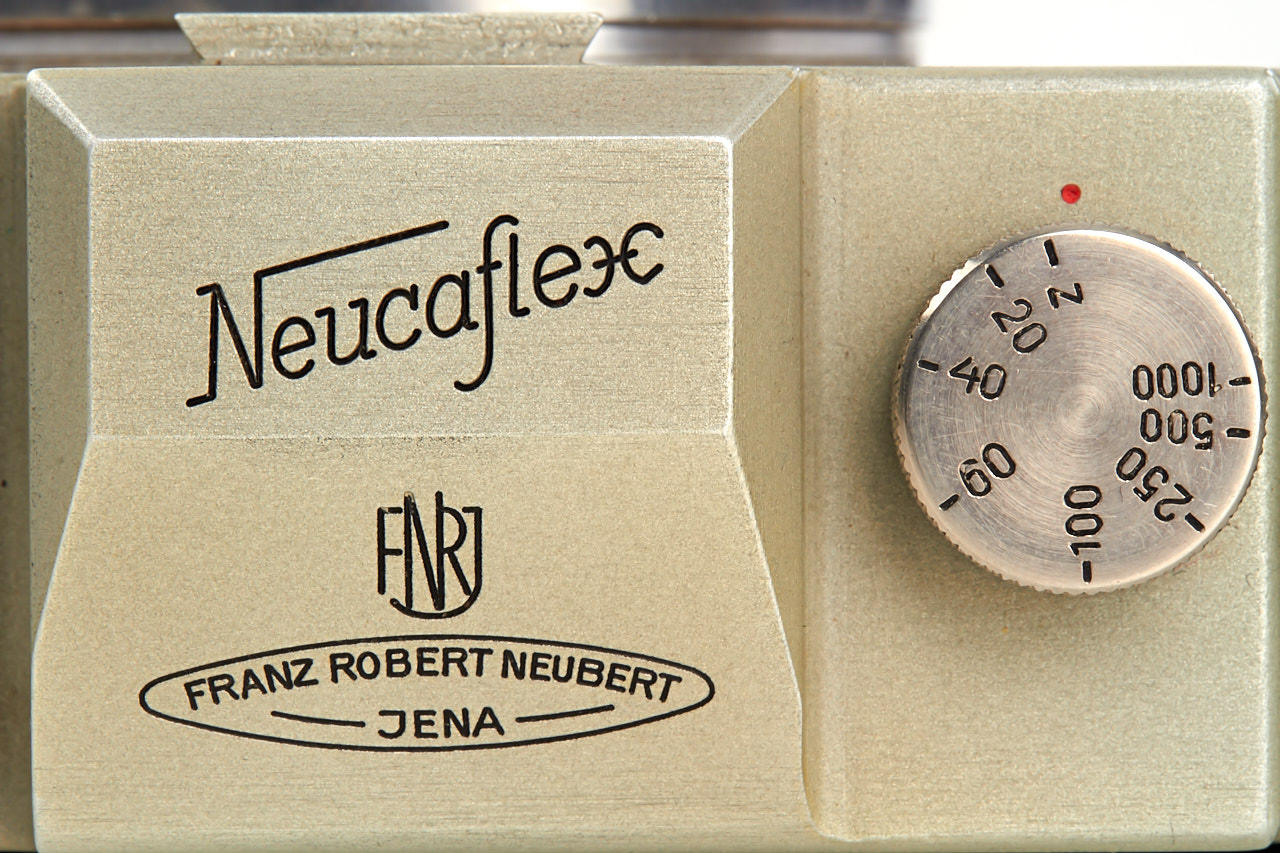 Neucaflex
FNRJ
FRANZ ROBERT NEUBERT
JENA
Z
20
40
60
100
250
500
1000